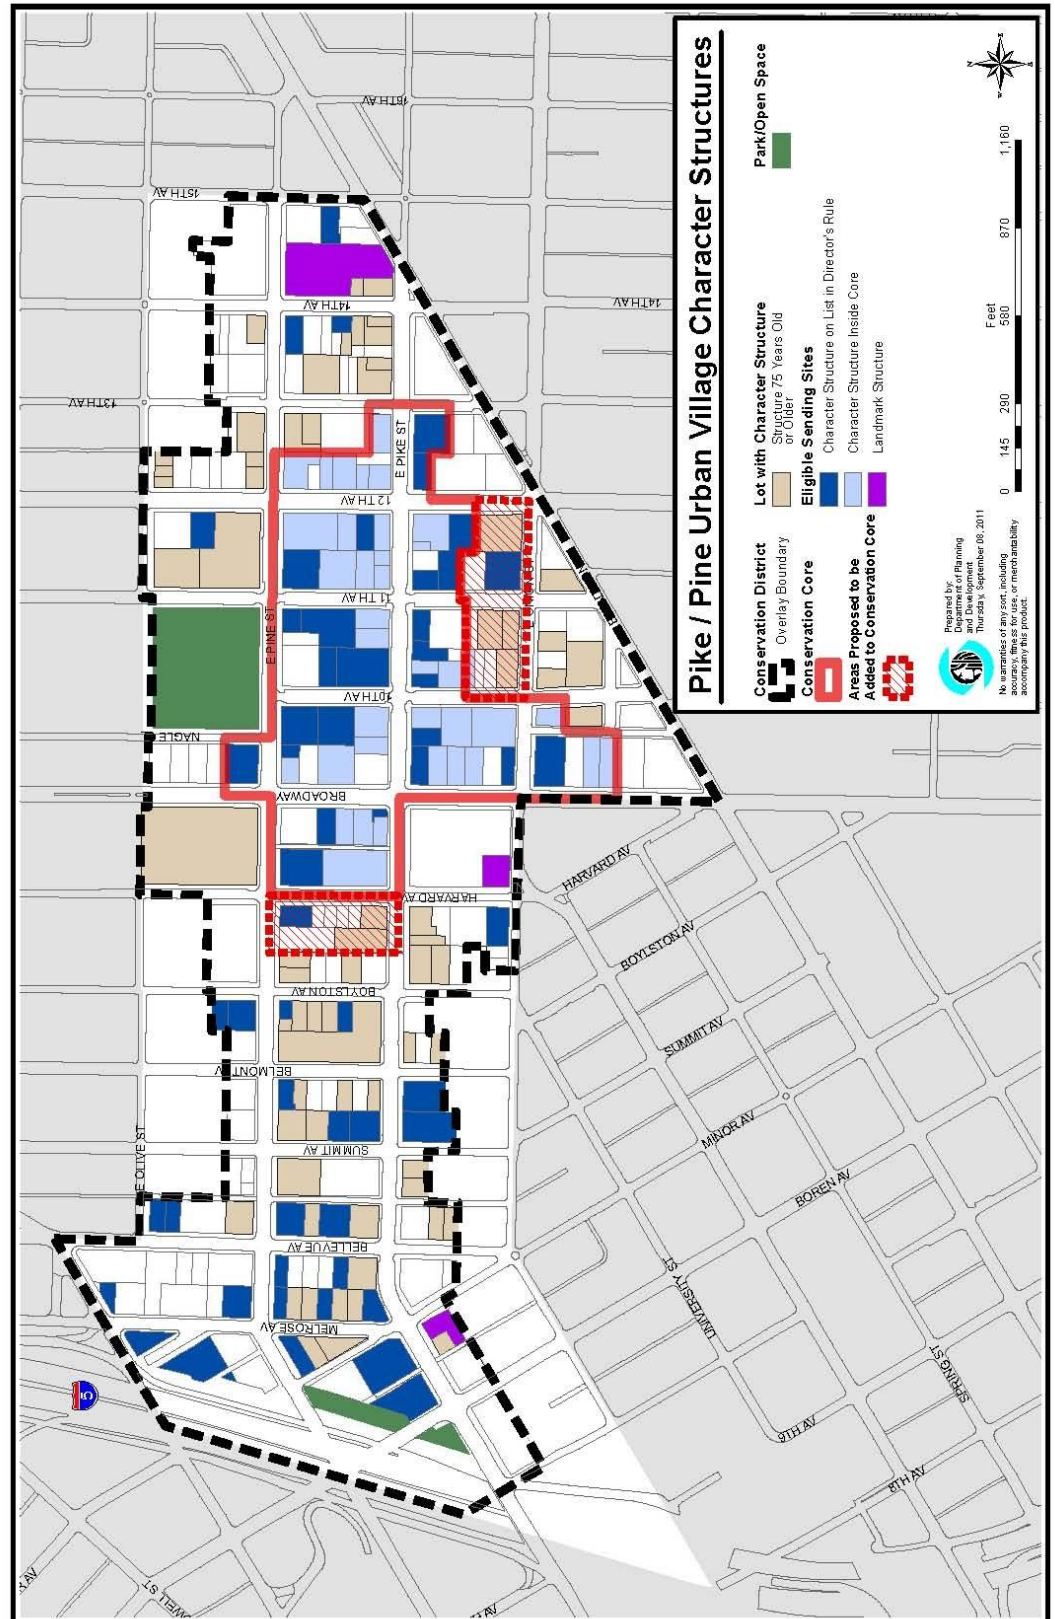 Pike / Pine Urban Village Character Structures
Conservation District
Overlay Boundary
Conservation Core
Areas Proposed to be
Added to Conservation Core
Lot with Character Structure
Structure 75 Years Old
or Older
Eligible Sending Sites
Character Structure on List in Director's Rule
Character Structure Inside Core
Landmark Structure
Park/Open Space
Prepared by:
Department of Planning
and Development
Thursday, September 08, 2011
No warranties of any sort, including
accuracy, fitness for use, or merchantability
accompany this product.
Feet
0 145 290 580 870 1,160
N
E
S
W
16TH AV
15TH AV
14TH AV
14TH AV
13TH AV
E PIKE ST
12TH AV
11TH AV
E PINE ST
10TH AV
NAGLE
BROADWAY
HARVARD AV
HARVARD AV
BOYLSTON AV
BOYLSTON AV
SUMMIT AV
BELMONT AV
MINOR AV
SUMMIT AV
E OLIVE ST
BOREN AV
BELLEVUE AV
UNIVERSITY ST
MELROSE AV
SPRING ST
5
9TH AV
8TH AV